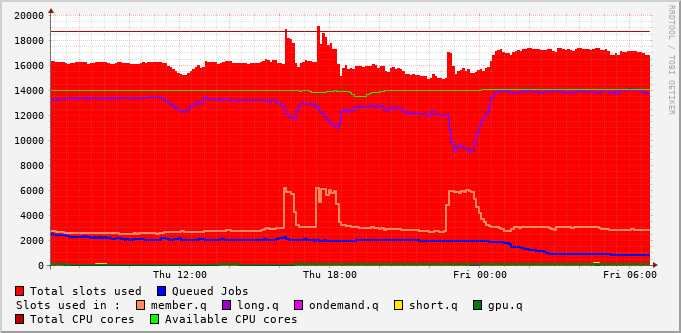 20000
18000
16000
14000
12000
10000
8000
6000
4000
2000
0
Thu 12:00 Thu 18:00 Fri 00:00 Fri 06:00
RRDTOOL / TOBI OETIKER
Total slots used Queued Jobs
Slots used in : member.q long.q ondemand.q short.q gpu.q
Total CPU cores Available CPU cores